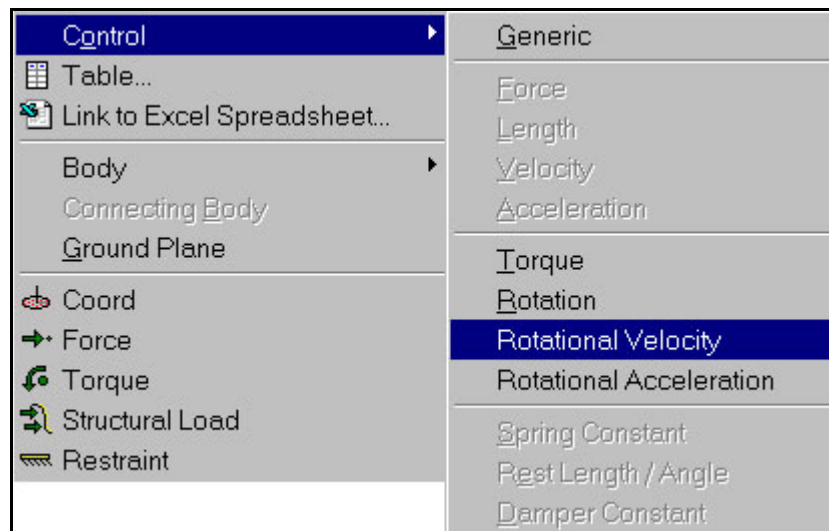 Control
Table...
Link to Excel Spreadsheet...
Body
Connecting Body
Ground Plane
Coord
Force
Torque
Structural Load
Restraint
Generic
Force
Length
Velocity
Acceleration
Torque
Rotation
Rotational Velocity
Rotational Acceleration
Spring Constant
Rest Length / Angle
Damper Constant